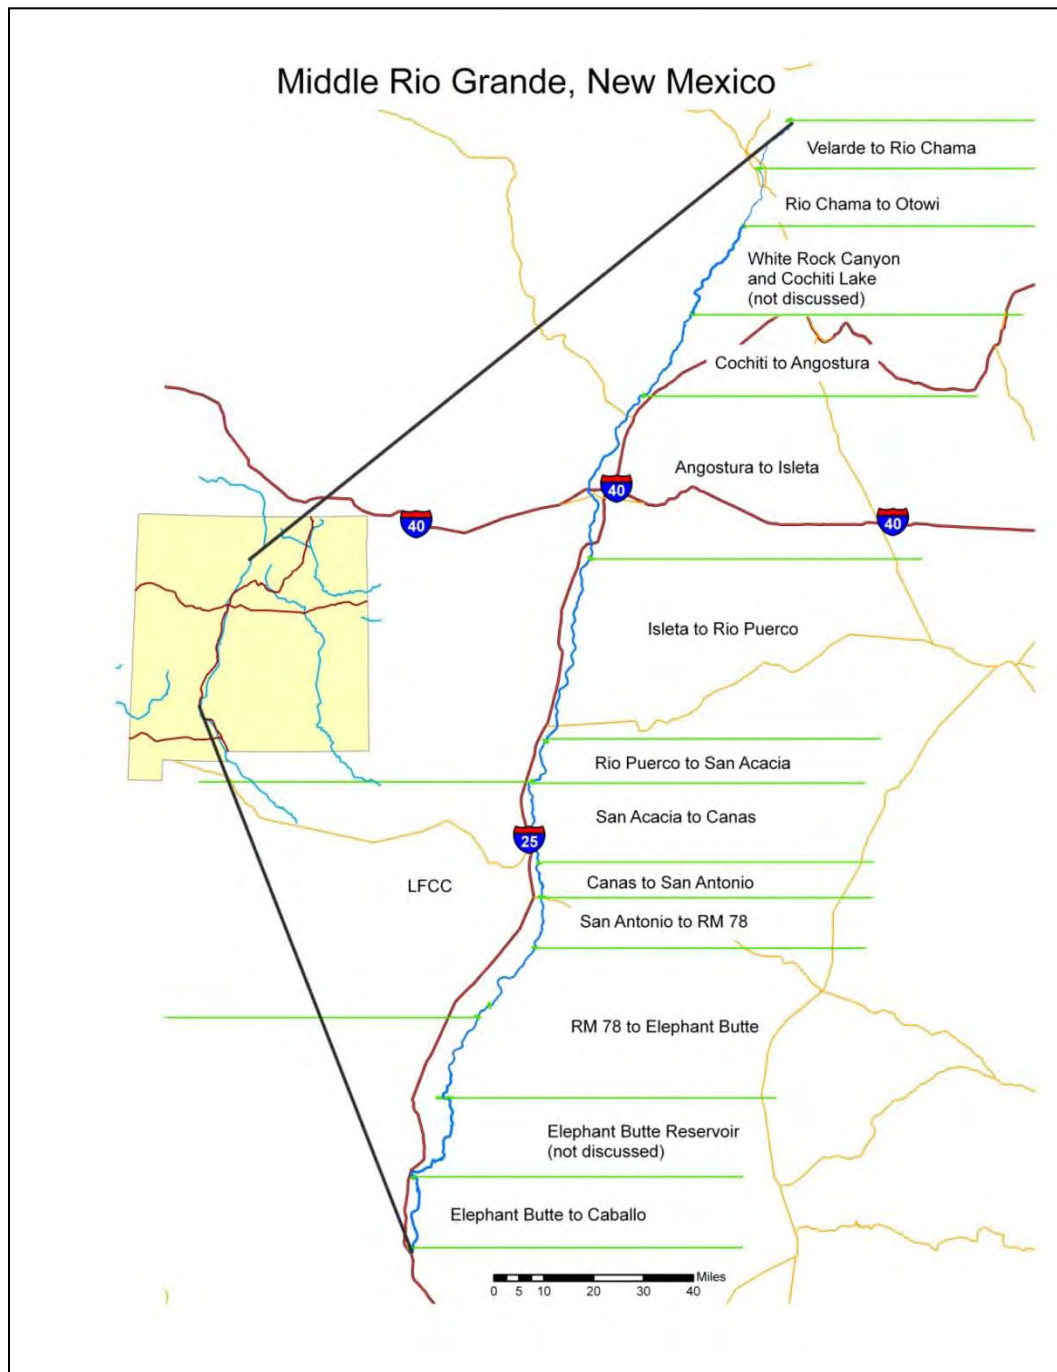 Middle Rio Grande, New Mexico
Velarde to Rio Chama
Rio Chama to Otowi
White Rock Canyon
and Cochiti Lake
(not discussed)
Cochiti to Angostura
Angostura to Isleta
40
40
40
Isleta to Rio Puerco
Rio Puerco to San Acacia
San Acacia to Canas
25
Canas to San Antonio
LFCC
San Antonio to RM 78
RM 78 to Elephant Butte
Elephant Butte Reservoir
(not discussed)
Elephant Butte to Caballo
Miles
0 5 10 20 30 40